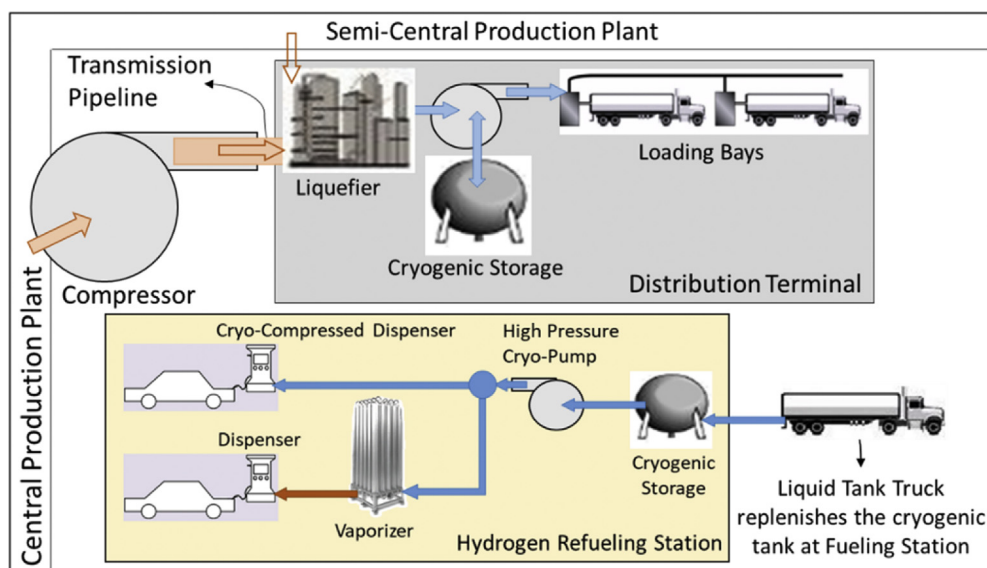 Semi-Central Production Plant
Transmission
Pipeline
Liquefier
Loading Bays
Cryogenic Storage
Distribution Terminal
Compressor
Central Production Plant
Cryo-Compressed Dispenser
High Pressure
Cryo-Pump
Dispenser
Vaporizer
Cryogenic
Storage
Hydrogen Refueling Station
Liquid Tank Truck
replenishes the cryogenic
tank at Fueling Station